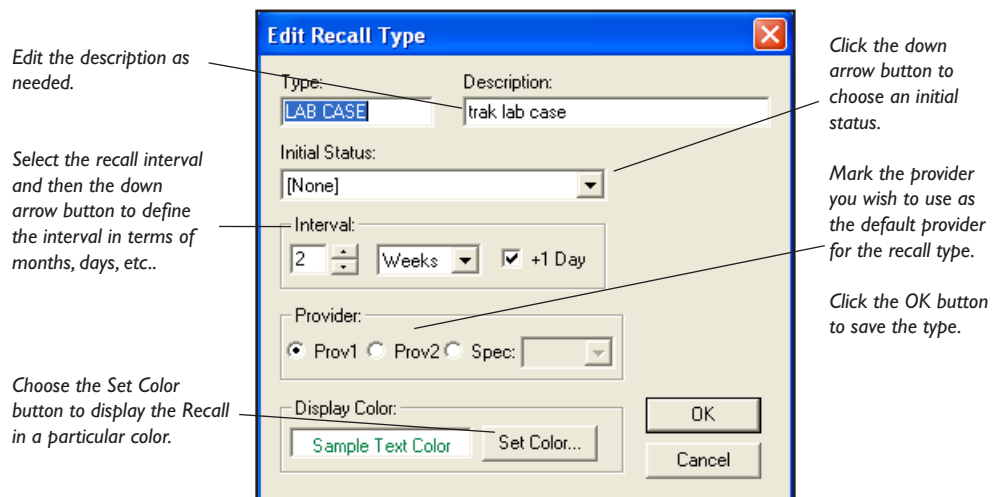 Edit the description as
needed.
Select the recall interval
and then the down
arrow button to define
the interval in terms of
months, days, etc..
Choose the Set Color
button to display the Recall
in a particular color.
Edit Recall Type
Type:
Description:
LAB CASE
trak lab case
Initial Status:
[None]
Interval:
2
Weeks
+1 Day
Provider:
Prov1
Prov2
Spec:
Display Color:
Sample Text Color
Set Color...
OK
Cancel
Click the down
arrow button to
choose an initial
status.
Mark the provider
you wish to use as
the default provider
for the recall type.
Click the OK button
to save the type.